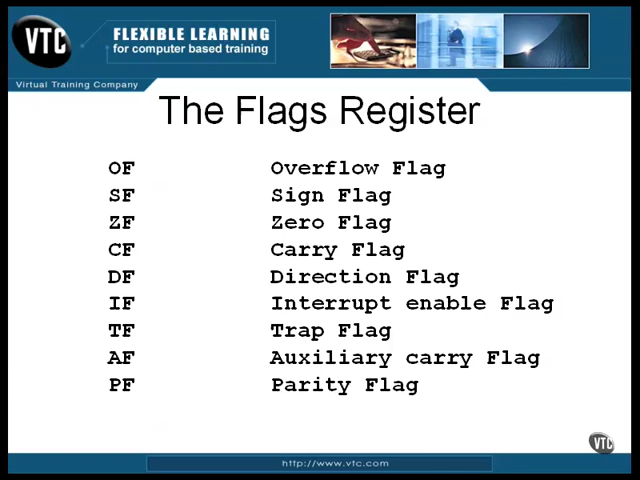 VTC
FLEXIBLE LEARNING
for computer based training
Virtual Training Company
The Flags Register
OF Overflow Flag
SF Sign Flag
ZF Zero Flag
CF Carry Flag
DF Direction Flag
IF Interrupt enable Flag
TF Trap Flag
AF Auxiliary carry Flag
PF Parity Flag
VTC
http://www.vtc.com